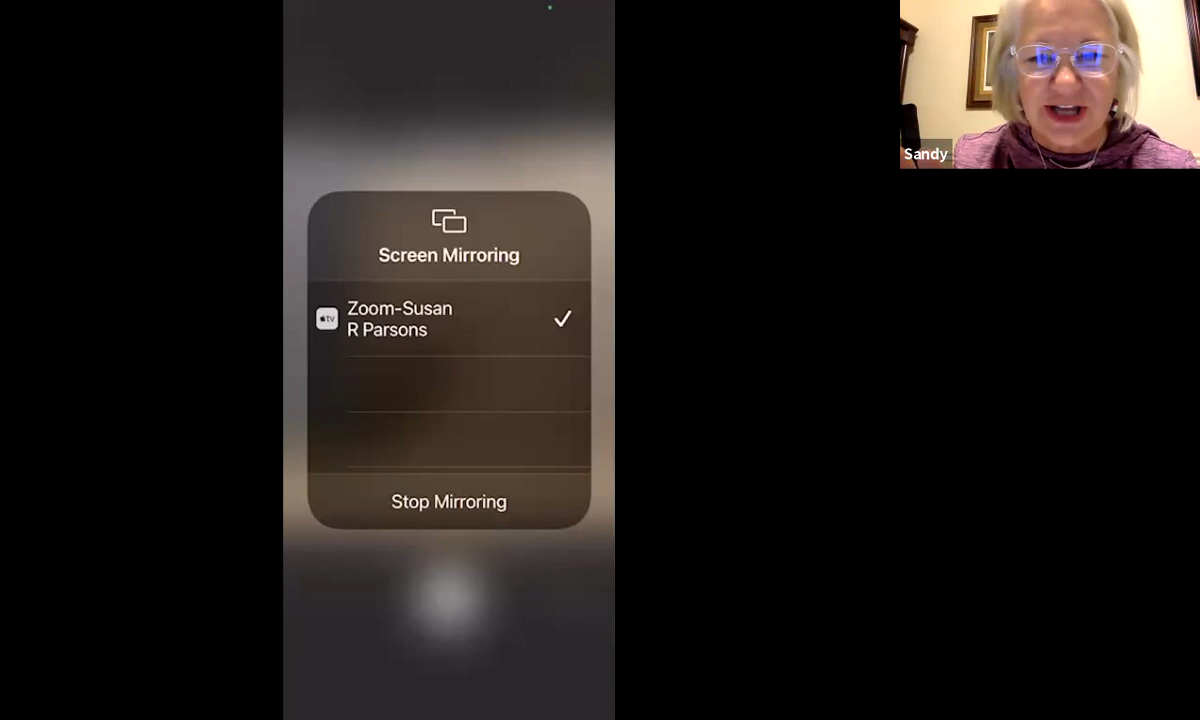 Sandy
Screen Mirroring
tv
Zoom-Susan
R Parsons
Stop Mirroring